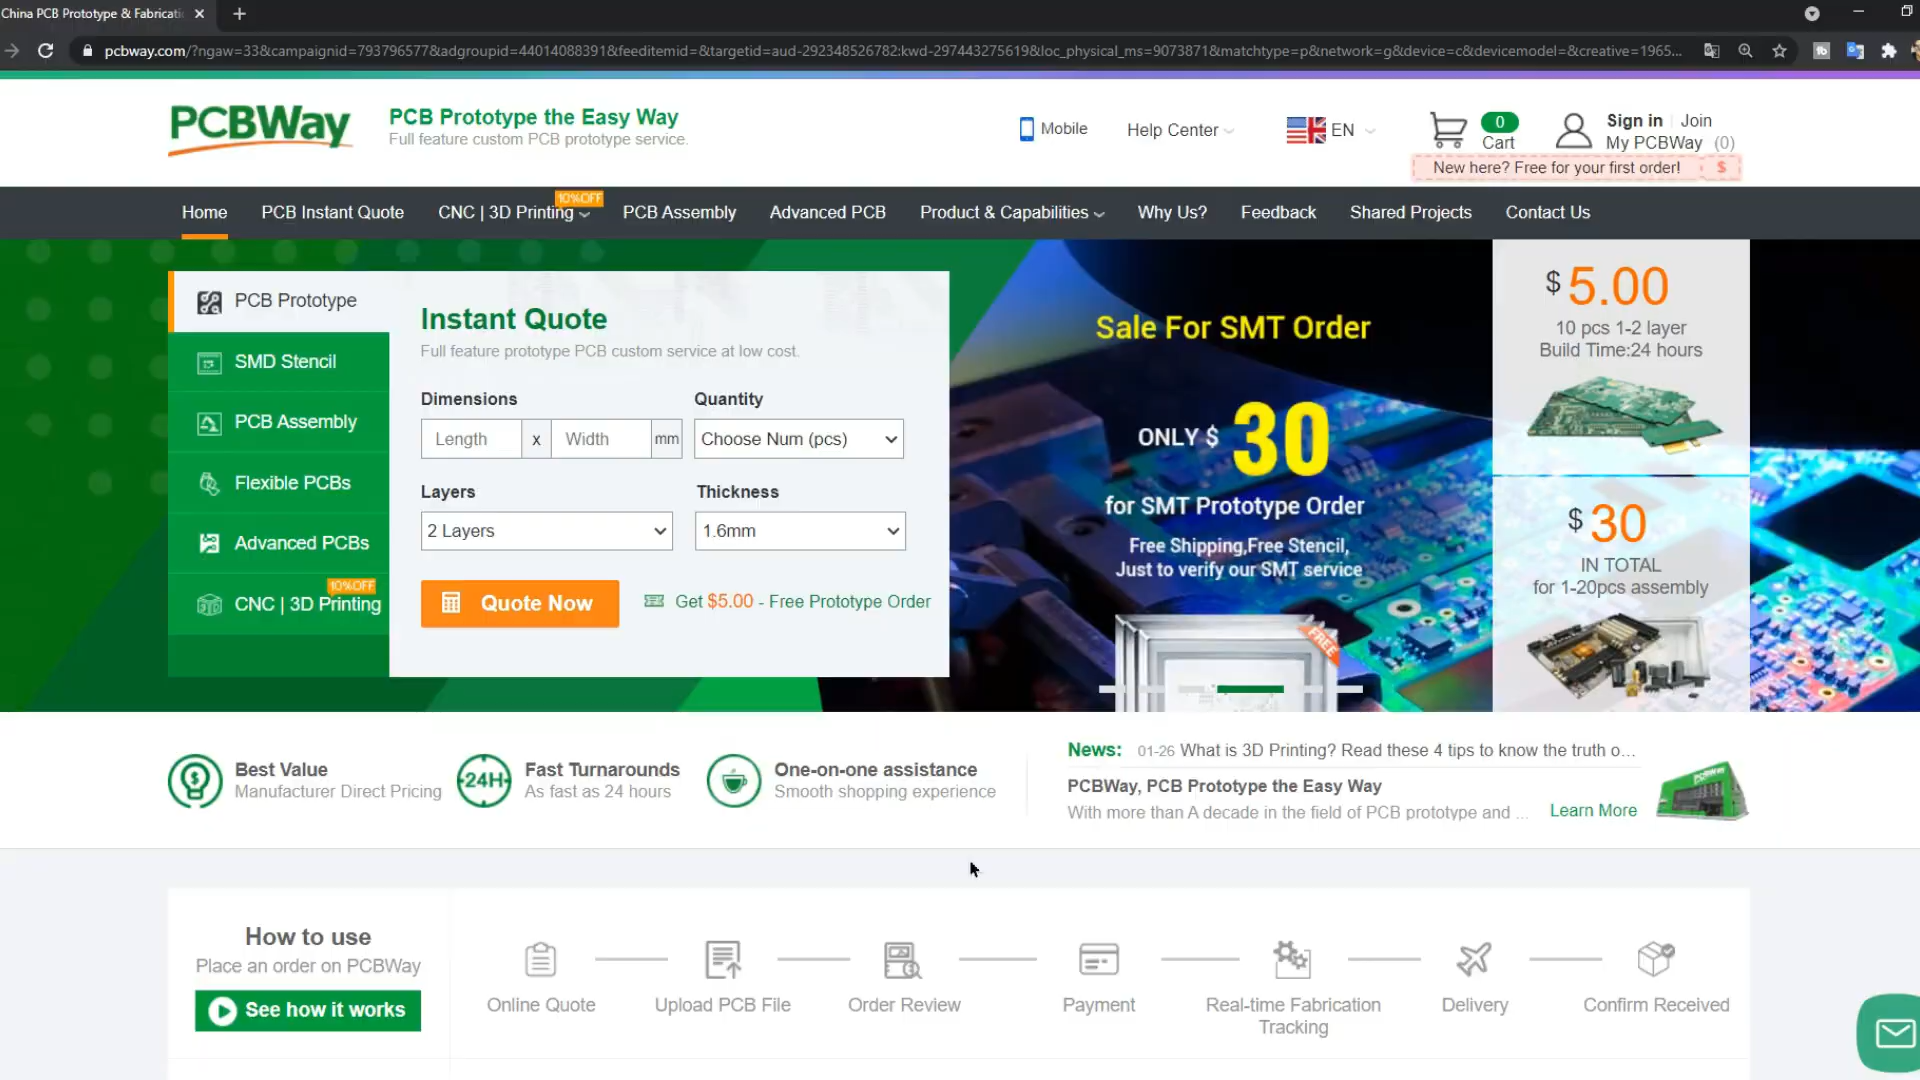 China PCB Prototype & Fabricati
pcbway.com/?ngaw=33&campaignid=793796577&adgroupid=44014088391&feeditemid=&targetid=aud-292348526782:kwd-297443275619&loc_physical_ms=9073871&matchtype=p&network=g&device=c&devicemodel=&creative=1965...
PCBWay
PCB Prototype the Easy Way
Full feature custom PCB prototype service.
Mobile
Help Center
EN
0
Cart
Sign in | Join
My PCBWay (0)
New here? Free for your first order! $
Home
PCB Instant Quote
CNC | 3D Printing
10%OFF
PCB Assembly
Advanced PCB
Product & Capabilities
Why Us?
Feedback
Shared Projects
Contact Us
PCB Prototype
SMD Stencil
PCB Assembly
Flexible PCBs
Advanced PCBs
10%OFF
CNC | 3D Printing
Instant Quote
Full feature prototype PCB custom service at low cost.
Dimensions
Quantity
Length x Width mm
Choose Num (pcs)
Layers
Thickness
2 Layers
1.6mm
Quote Now
Get $5.00 - Free Prototype Order
Sale For SMT Order
ONLY $ 30
for SMT Prototype Order
Free Shipping,Free Stencil,
Just to verify our SMT service
FREE
$ 5.00
10 pcs 1-2 layer
Build Time:24 hours
$ 30
IN TOTAL
for 1-20pcs assembly
Best Value
Manufacturer Direct Pricing
24H
Fast Turnarounds
As fast as 24 hours
One-on-one assistance
Smooth shopping experience
News: 01-26 What is 3D Printing? Read these 4 tips to know the truth o...
PCBWay, PCB Prototype the Easy Way
With more than A decade in the field of PCB prototype and ...
Learn More
PCBWay
How to use
Place an order on PCBWay
See how it works
Online Quote
Upload PCB File
Order Review
Payment
Real-time Fabrication
Tracking
Delivery
Confirm Received